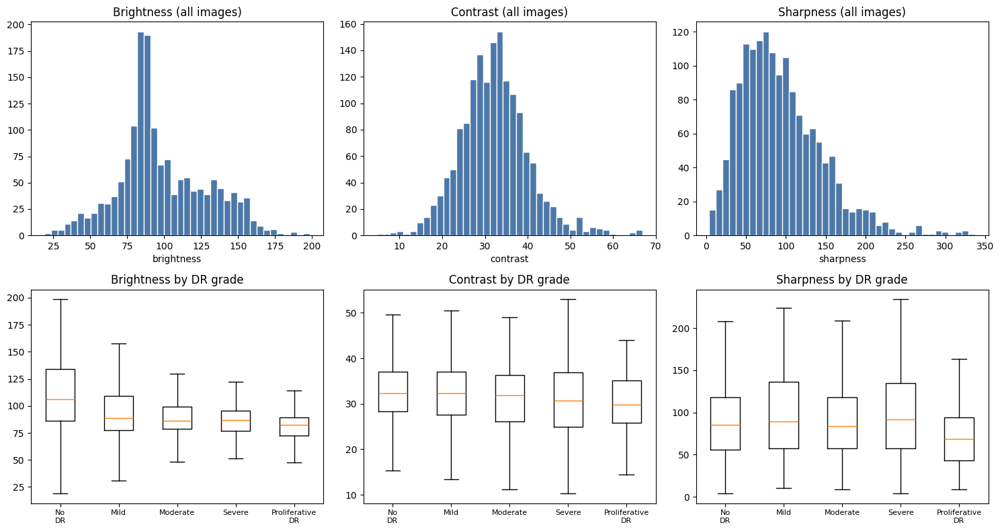 Brightness (all images)
200
175
150
125
100
75
50
25
0
25 50 75 100 125 150 175 200
brightness
Contrast (all images)
160
140
120
100
80
60
40
20
0
10 20 30 40 50 60 70
contrast
Sharpness (all images)
120
100
80
60
40
20
0
0 50 100 150 200 250 300 350
sharpness
Brightness by DR grade
200
175
150
125
100
75
50
25
No Mild Moderate Severe Proliferative
DR DR
Contrast by DR grade
50
40
30
20
10
No Mild Moderate Severe Proliferative
DR DR
Sharpness by DR grade
200
150
100
50
0
No Mild Moderate Severe Proliferative
DR DR